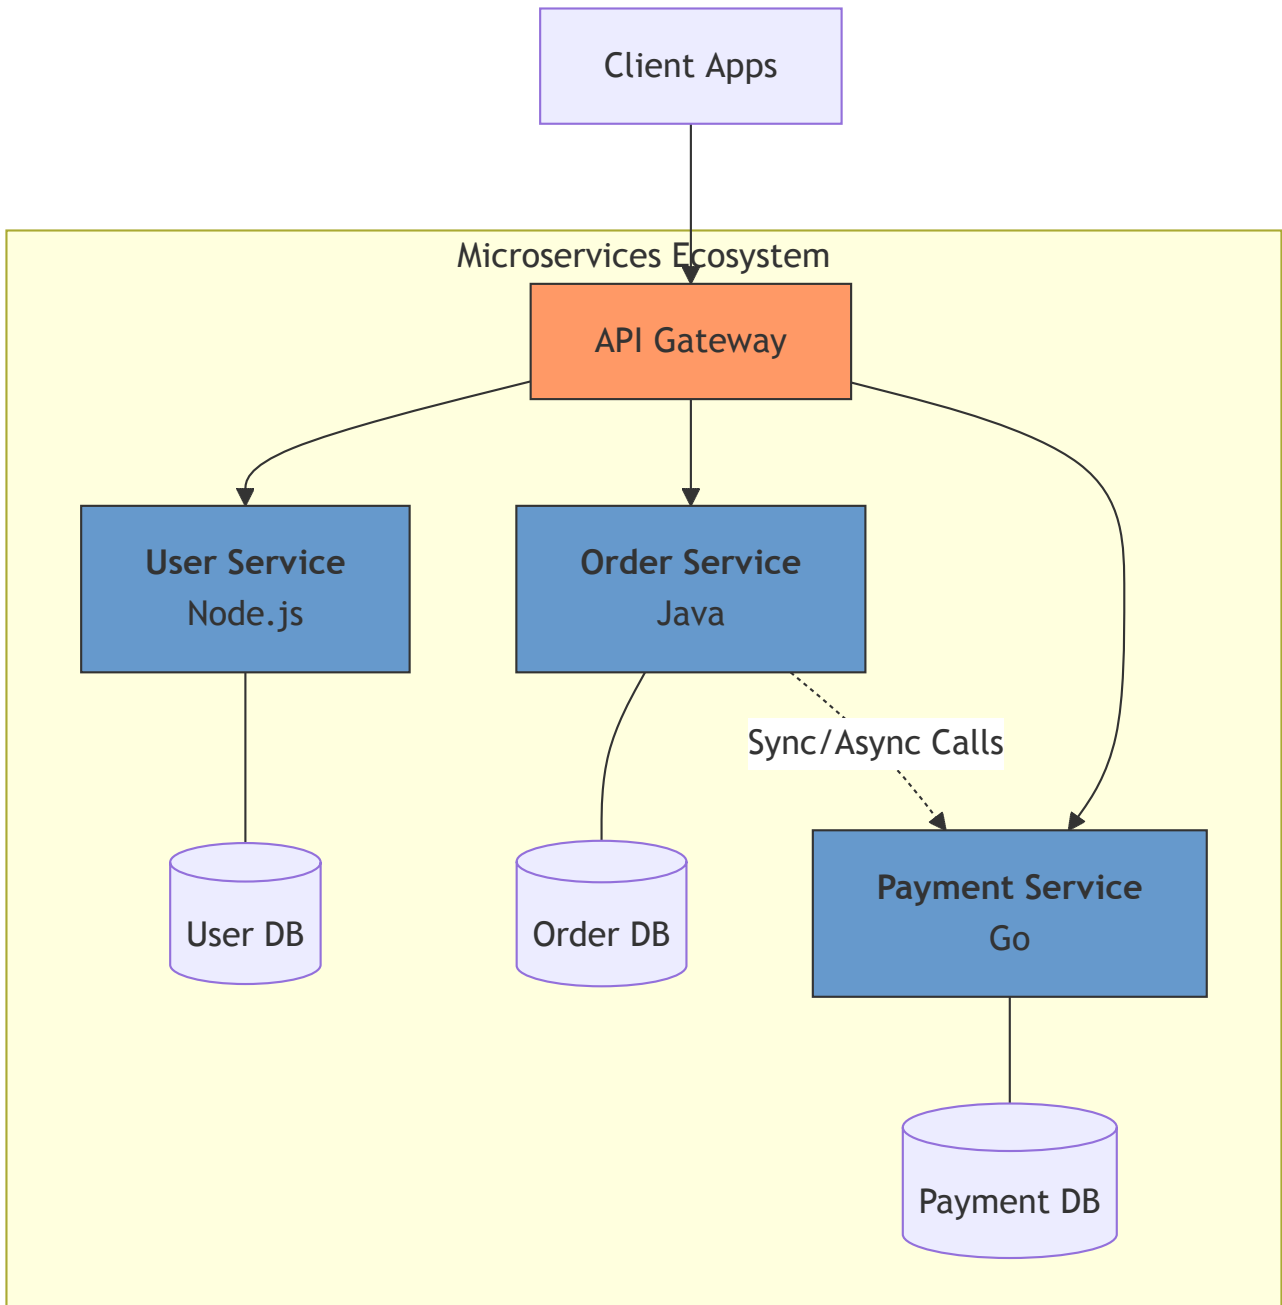 Client Apps
Microservices Ecosystem
API Gateway
User Service
Node.js
Order Service
Java
Sync/Async Calls
Payment Service
Go
User DB
Order DB
Payment DB